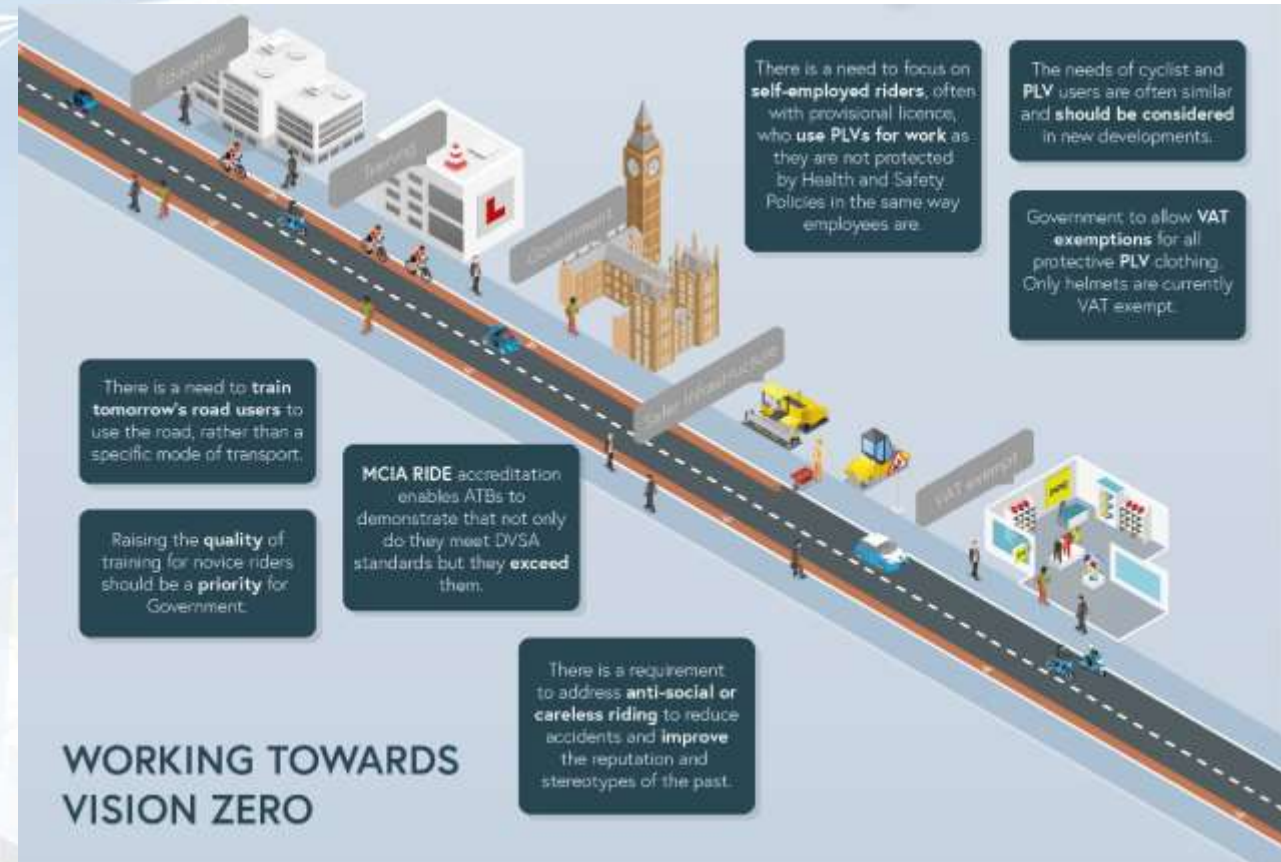 Education
Training
Government
Safer Infrastructure
VAT exempt
There is a need to focus on
self-employed riders, often
with provisional licence,
who use PLVs for work as
they are not protected
by Health and Safety
Policies in the same way
employees are.
The needs of cyclist and
PLV users are often similar
and should be considered
in new developments.
Government to allow VAT
exemptions for all
protective PLV clothing.
Only helmets are currently
VAT exempt.
There is a need to train
tomorrow's road users to
use the road, rather than a
specific mode of transport.
Raising the quality of
training for novice riders
should be a priority for
Government.
MCIA RIDE accreditation
enables ATBs to
demonstrate that not only
do they meet DVSA
standards but they exceed
them.
There is a requirement
to address anti-social or
careless riding to reduce
accidents and improve
the reputation and
stereotypes of the past.
WORKING TOWARDS
VISION ZERO
L